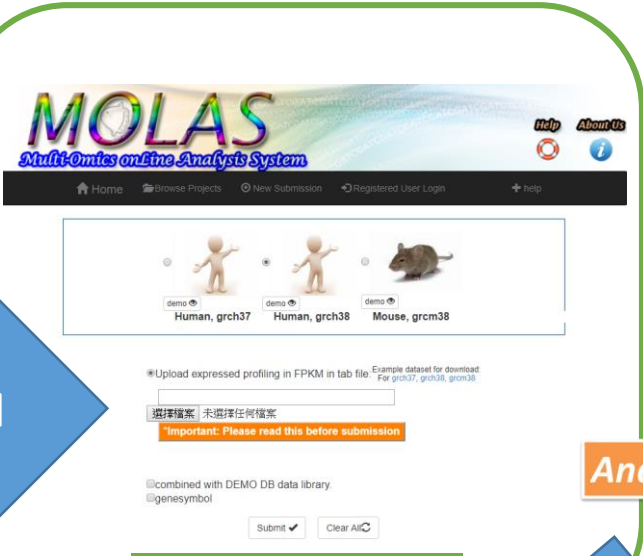 MOLAS
Multi-Omics onLine Analysis System
Help About Us
Home Browse Projects New Submission Registered User Login help
demo demo demo
Human, grch37 Human, grch38 Mouse, grcm38
Upload expressed profiling in FPKM in tab file. Example dataset for download:
For grch37, grch38, grcm38
選擇檔案 未選擇任何檔案
*Important: Please read this before submission
combined with DEMO DB data library.
genesymbol
Submit Clear All